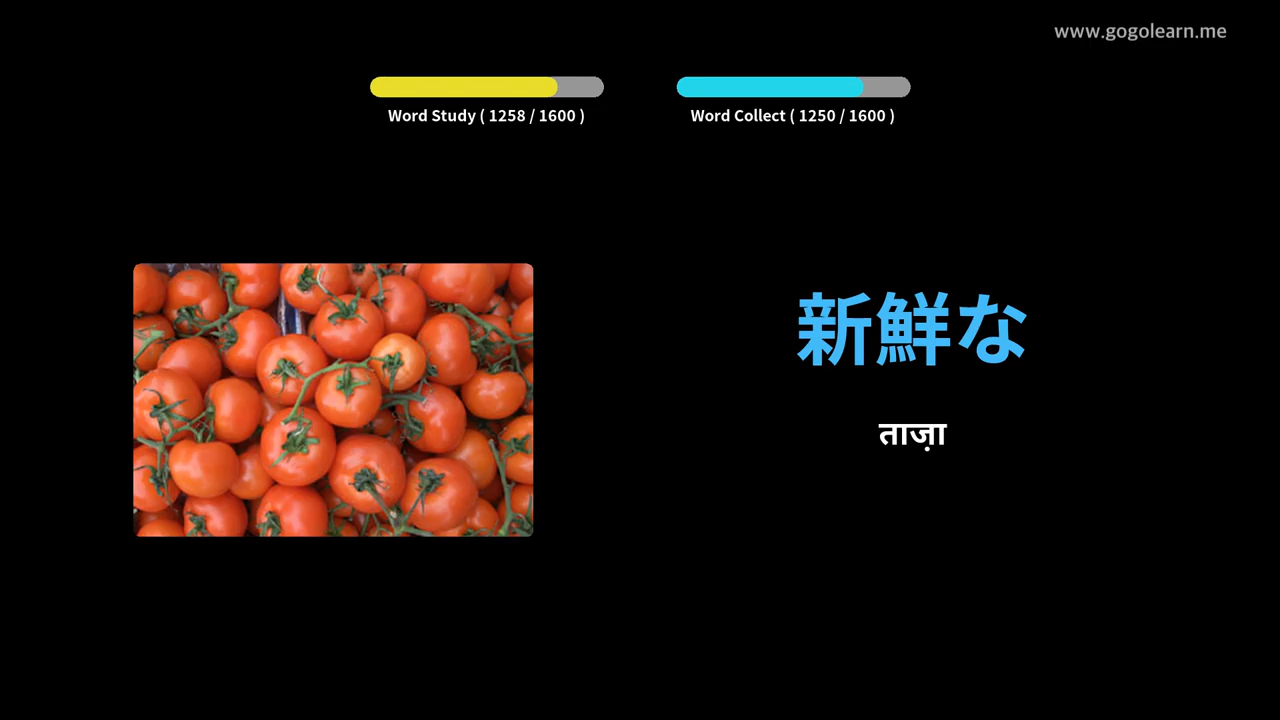 www.gogolearn.me
Word Study ( 1258 / 1600 )
Word Collect ( 1250 / 1600 )
新鮮な
ताज़ा